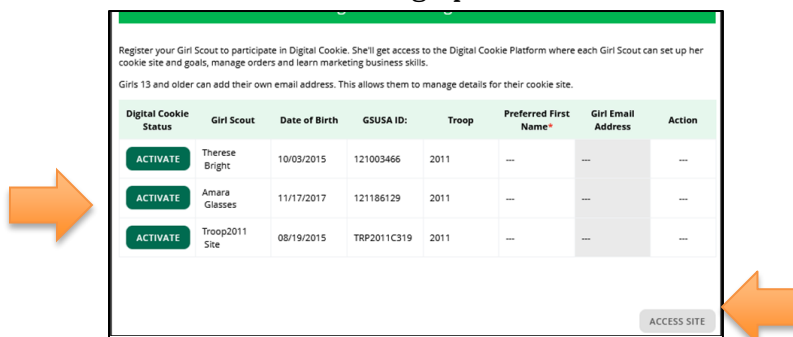 Register your Girl Scout to participate in Digital Cookie. She'll get access to the Digital Cookie Platform where each Girl Scout can set up her
cookie site and goals, manage orders and learn marketing business skills.
Girls 13 and older can add their own email address. This allows them to manage details for their cookie site.
Digital Cookie Status Girl Scout Date of Birth GSUSA ID: Troop Preferred First Name* Girl Email Address Action
ACTIVATE Therese Bright 10/03/2015 121003466 2011 --- --- ---
ACTIVATE Amara Glasses 11/17/2017 121186129 2011 --- --- ---
ACTIVATE Troop2011 Site 08/19/2015 TRP2011C319 2011 --- --- ---
ACCESS SITE